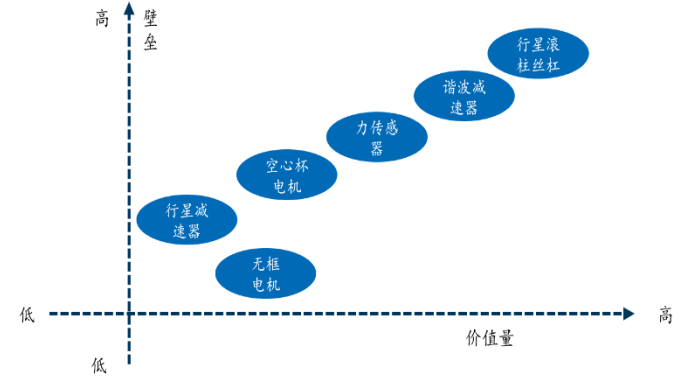 高
壁
垒
行星滚
柱丝杠
谐波减
速器
力传感
器
空心杯
电机
行星减
速器
无框
电机
低
高
价值量
低